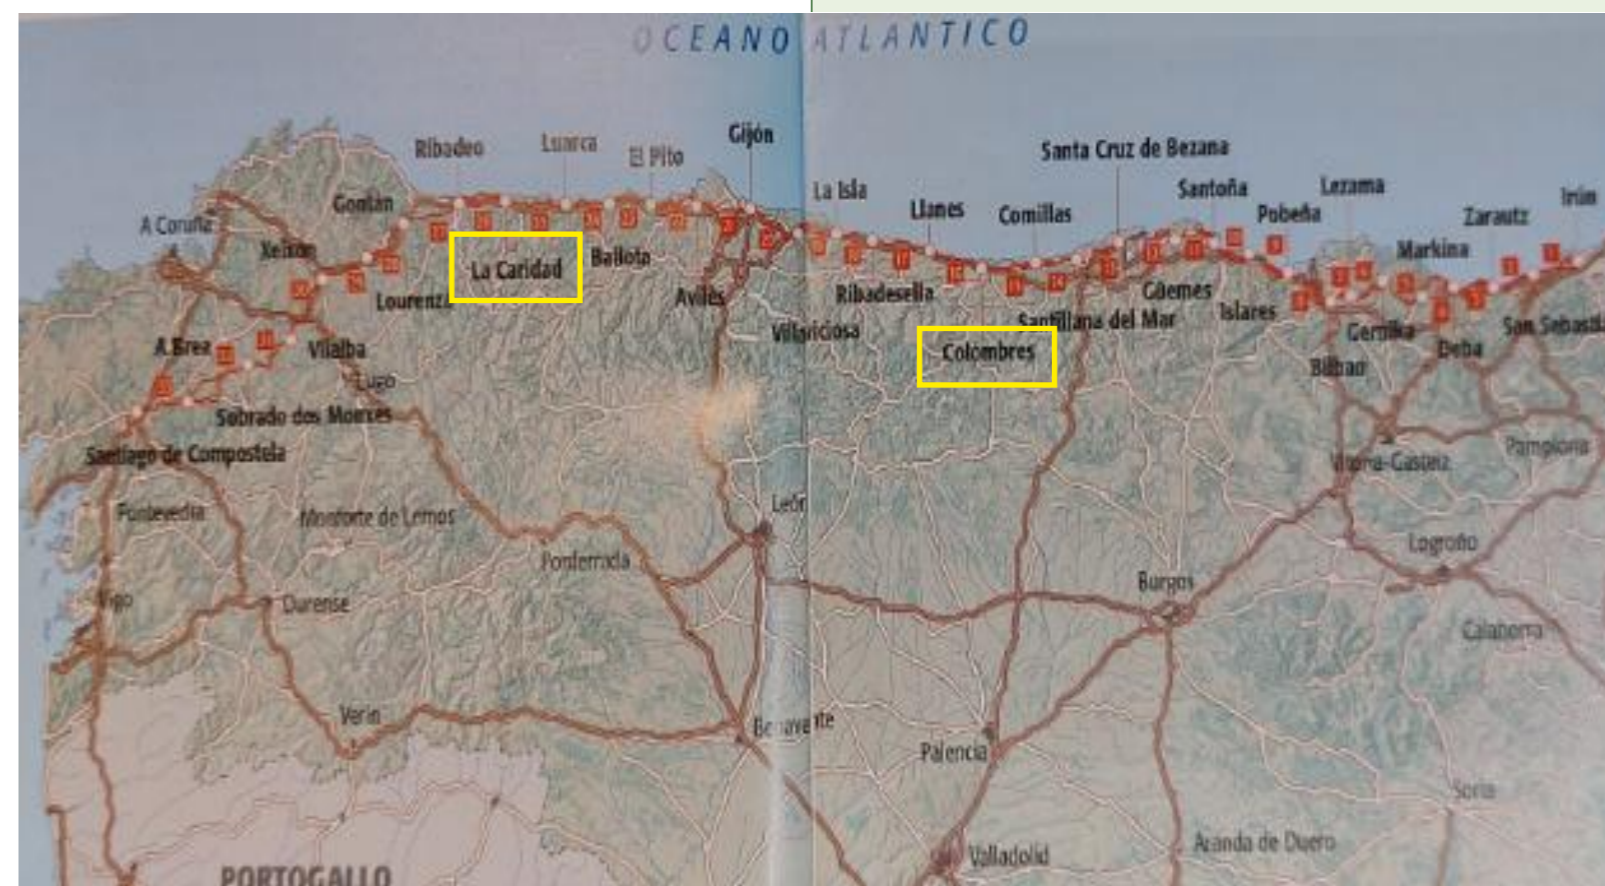 OCEANO ATLANTICO
Gijón
Ribadeo
Luarca
El Pito
Santa Cruz de Bezana
La Isla
Llanes
Comillas
Santoña
Pobeña
Lezama
Zarautz
Irún
Gontán
A Coruña
Xeixon
La Caridad
Ballota
Lourenzá
Avilés
Ribadesella
Villaviciosa
Santillana del Mar
Güemes
Islares
Markina
Gernika
Deba
San Sebasti
Bilbao
Colombres
A Brea
Vilalba
Lugo
Sobrado dos Monxes
Santiago de Compostela
Pontevedra
Monforte de Lemos
Ponferrada
León
Vitoria-Gasteiz
Pamplona
Logroño
Burgos
Calahorra
Vigo
Ourense
Verin
Benavente
Palencia
Soria
Valladolid
Aranda de Duero
PORTOGALLO